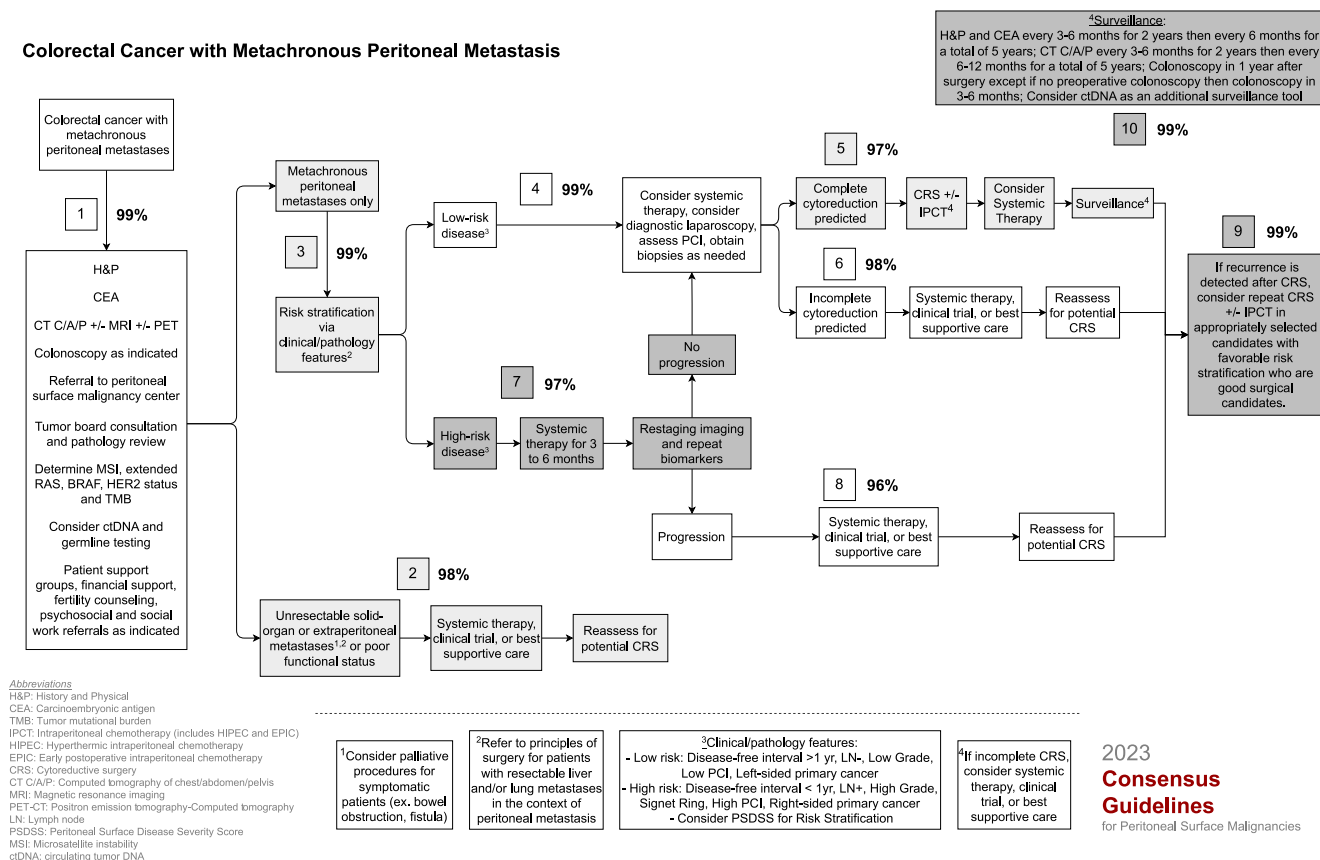 Colorectal Cancer with Metachronous Peritoneal Metastasis
⁴Surveillance:
H&P and CEA every 3-6 months for 2 years then every 6 months for
a total of 5 years; CT C/A/P every 3-6 months for 2 years then every
6-12 months for a total of 5 years; Colonoscopy in 1 year after
surgery except if no preoperative colonoscopy then colonoscopy in
3-6 months; Consider ctDNA as an additional surveillance tool
10 99%
Colorectal cancer with
metachronous
peritoneal metastases
1 99%
H&P
CEA
CT C/A/P +/- MRI +/- PET
Colonoscopy as indicated
Referral to peritoneal
surface malignancy center
Tumor board consultation
and pathology review
Determine MSI, extended
RAS, BRAF, HER2 status
and TMB
Consider ctDNA and
germline testing
Patient support
groups, financial support,
fertility counseling,
psychosocial and social
work referrals as indicated
Metachronous
peritoneal
metastases only
3 99%
Risk stratification
via
clinical/pathology
features²
Low-risk
disease³
4 99%
Consider systemic
therapy, consider
diagnostic laparoscopy,
assess PCI, obtain
biopsies as needed
5 97%
Complete
cytoreduction
predicted
CRS +/-
IPCT⁴
Consider
Systemic
Therapy
Surveillance⁴
6 98%
Incomplete
cytoreduction
predicted
Systemic therapy,
clinical trial, or best
supportive care
Reassess
for potential
CRS
9 99%
If recurrence is
detected after CRS,
consider repeat CRS
+/- IPCT in
appropriately selected
candidates with
favorable risk
stratification who are
good surgical
candidates.
No
progression
7 97%
High-risk
disease³
Systemic
therapy for 3
to 6 months
Restaging imaging
and repeat
biomarkers
8 96%
Progression
Systemic therapy,
clinical trial, or best
supportive care
Reassess for
potential CRS
2 98%
Unresectable solid-
organ or extraperitoneal
metastases¹,² or poor
functional status
Systemic therapy,
clinical trial, or best
supportive care
Reassess for
potential CRS
Abbreviations
H&P: History and Physical
CEA: Carcinoembryonic antigen
TMB: Tumor mutational burden
IPCT: Intraperitoneal chemotherapy (includes HIPEC and EPIC)
HIPEC: Hyperthermic intraperitoneal chemotherapy
EPIC: Early postoperative intraperitoneal chemotherapy
CRS: Cytoreductive surgery
CT C/A/P: Computed tomography of chest/abdomen/pelvis
MRI: Magnetic resonance imaging
PET-CT: Positron emission tomography-Computed tomography
LN: Lymph node
PSDSS: Peritoneal Surface Disease Severity Score
MSI: Microsatellite instability
ctDNA: circulating tumor DNA
¹Consider palliative
procedures for
symptomatic
patients (ex. bowel
obstruction, fistula)
²Refer to principles of
surgery for patients
with resectable liver
and/or lung metastases
in the context of
peritoneal metastasis
³Clinical/pathology features:
- Low risk: Disease-free interval >1 yr, LN-, Low Grade,
Low PCI, Left-sided primary cancer
- High risk: Disease-free interval < 1yr, LN+, High Grade,
Signet Ring, High PCI, Right-sided primary cancer
- Consider PSDSS for Risk Stratification
⁴If incomplete CRS,
consider systemic
therapy, clinical
trial, or best
supportive care
2023
Consensus
Guidelines
for Peritoneal Surface Malignancies